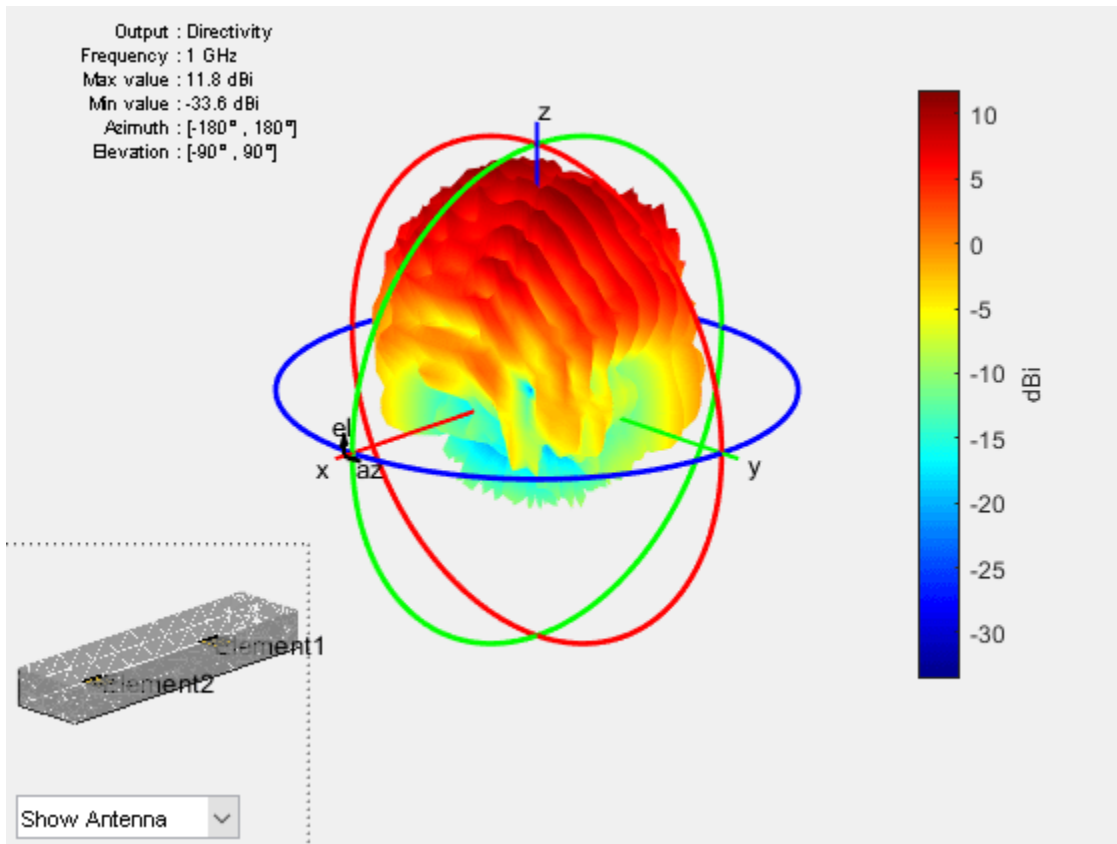 Output : Directivity
Frequency : 1 GHz
Max value : 11.8 dBi
Min value : -33.6 dBi
Azimuth : [-180° , 180°]
Elevation : [-90° , 90°]
z
10
5
0
-5
-10
-15
-20
-25
-30
dBi
el
x
az
y
Element1
Element2
Show Antenna